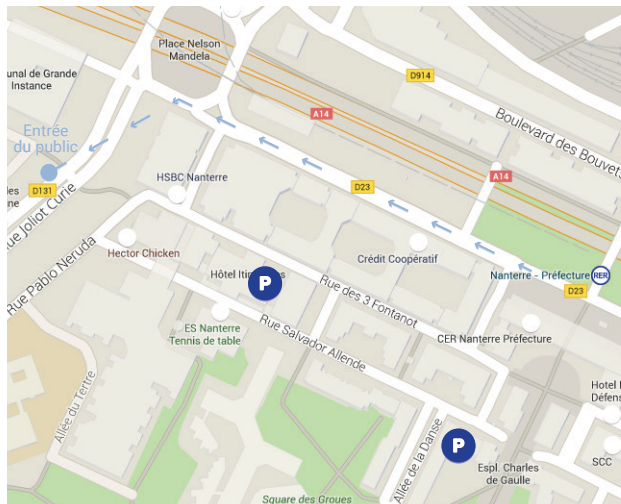 Place Nelson
Mandela
D914
unal de Grande
Instance
A14
Boulevard des Bouvets
Entrée
du public
HSBC Nanterre
D23
A14
D131
Rue Joliot Curie
Hector Chicken
Crédit Coopératif
Hôtel
Nanterre - Préfecture
RER
D23
Rue Pablo Neruda
P
Rue des 3 Fontanot
ES Nanterre
Tennis de table
Rue Salvador Allende
CER Nanterre Préfecture
Allée du Tertre
Hotel
Défens
Allée de la Danse
P
SCC
Espl. Charles
de Gaulle
Square des Groues